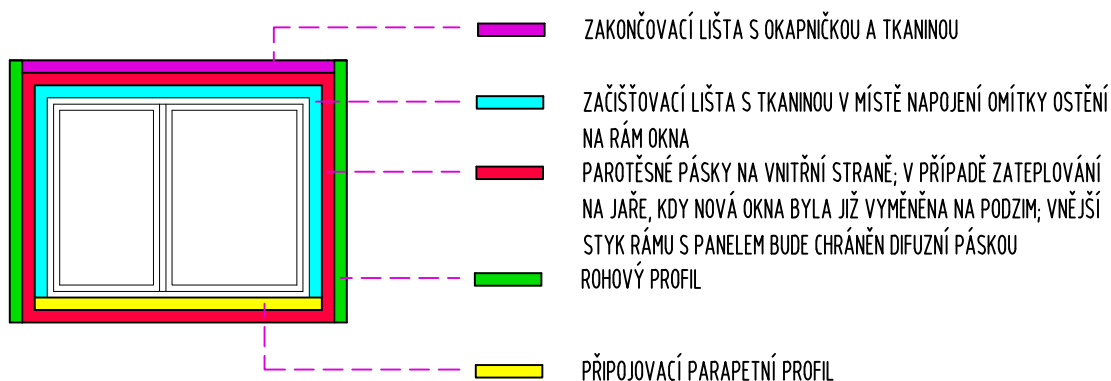 ZAKONČOVACÍ LIŠTA S OKAPNIČKOU A TKANINOU
ZAČIŠŤOVACÍ LIŠTA S TKANINOU V MÍSTĚ NAPOJENÍ OMÍTKY OSTĚNÍ
NA RÁM OKNA
PAROTĚSNÉ PÁSKY NA VNITŘNÍ STRANĚ; V PŘÍPADĚ ZATEPLOVÁNÍ
NA JAŘE, KDY NOVÁ OKNA BYLA JIŽ VYMĚNĚNA NA PODZIM; VNĚJŠÍ
STYK RÁMU S PANELEM BUDE CHRÁNĚN DIFUZNÍ PÁSKOU
ROHOVÝ PROFIL
PŘIPOJOVACÍ PARAPETNÍ PROFIL